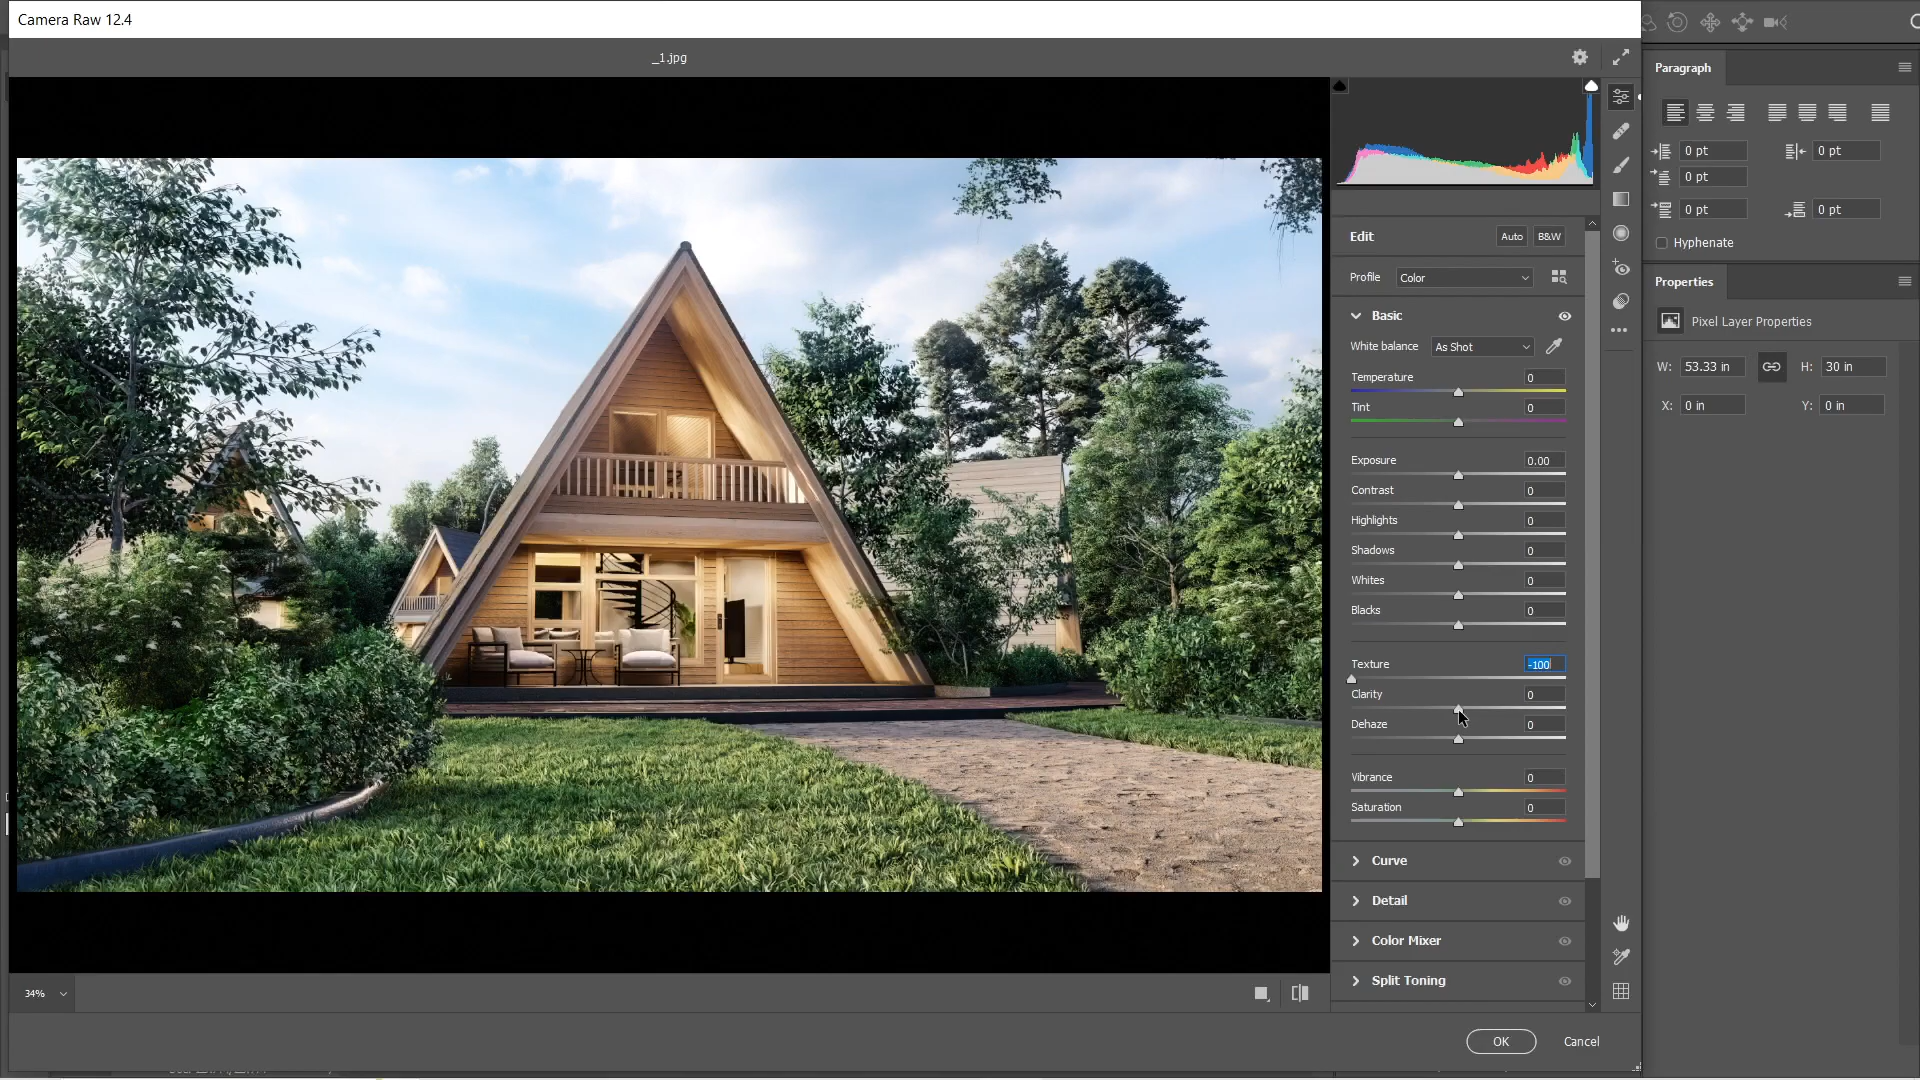 Camera Raw 12.4
_1.jpg
Paragraph
0 pt
0 pt
0 pt
0 pt
0 pt
Hyphenate
Edit
Auto
B&W
Profile
Color
Properties
Pixel Layer Properties
Basic
White balance
As Shot
W:
53.33 in
H:
30 in
X:
0 in
Y:
0 in
Temperature
0
Tint
0
Exposure
0.00
Contrast
0
Highlights
0
Shadows
0
Whites
0
Blacks
0
Texture
-100
Clarity
0
Dehaze
0
Vibrance
0
Saturation
0
Curve
Detail
Color Mixer
Split Toning
34%
OK
Cancel